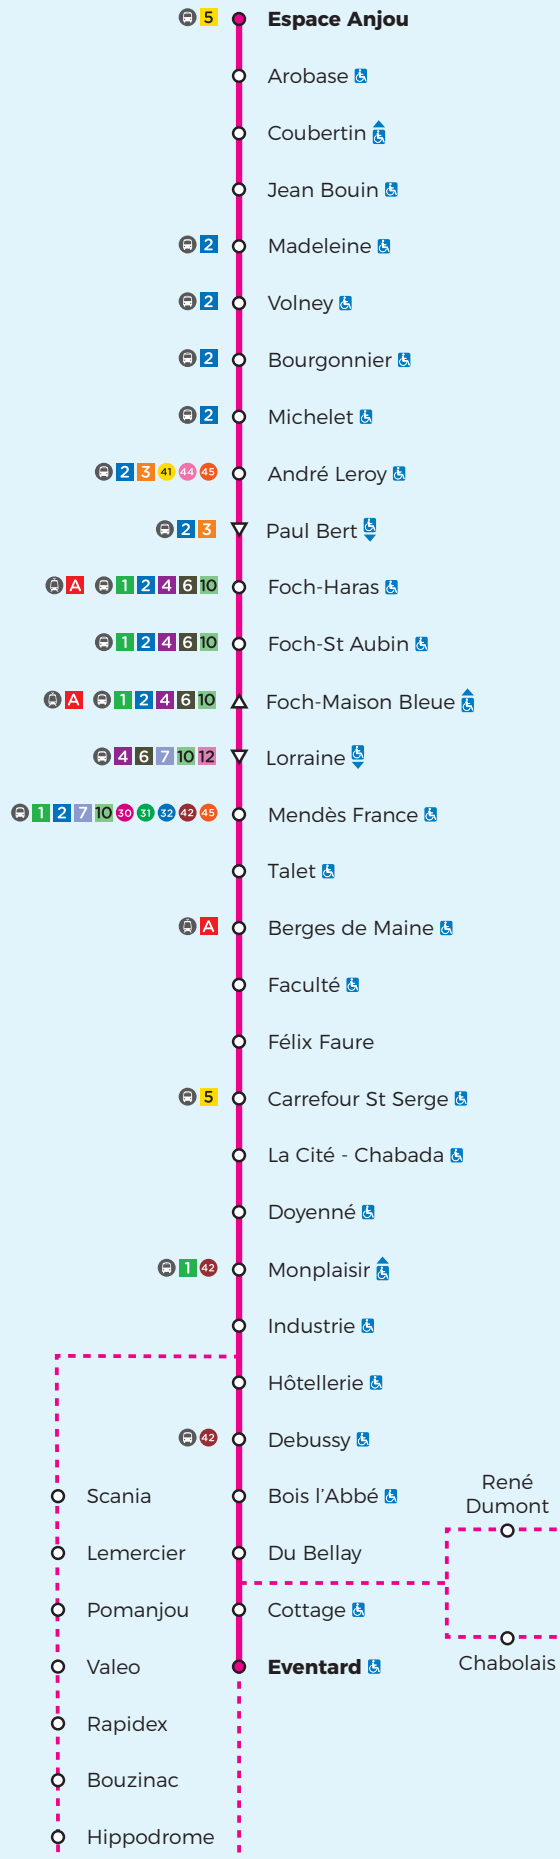 5 Espace Anjou
Arobase
Coubertin
Jean Bouin
2 Madeleine
2 Volney
2 Bourgonnier
2 Michelet
2 3 41 44 45 André Leroy
2 3 Paul Bert
A 1 2 4 6 10 Foch-Haras
1 2 4 6 10 Foch-St Aubin
A 1 2 4 6 10 Foch-Maison Bleue
4 6 7 10 12 Lorraine
1 2 7 10 30 31 32 42 45 Mendès France
Talet
A Berges de Maine
Faculté
Félix Faure
5 Carrefour St Serge
La Cité - Chabada
Doyenné
1 42 Monplaisir
Industrie
Hôtellerie
42 Debussy
Bois l’Abbé
Du Bellay
Cottage
Eventard
Scania
Lemercier
Pomanjou
Valeo
Rapidex
Bouzinac
Hippodrome
René
Dumont
Chabolais